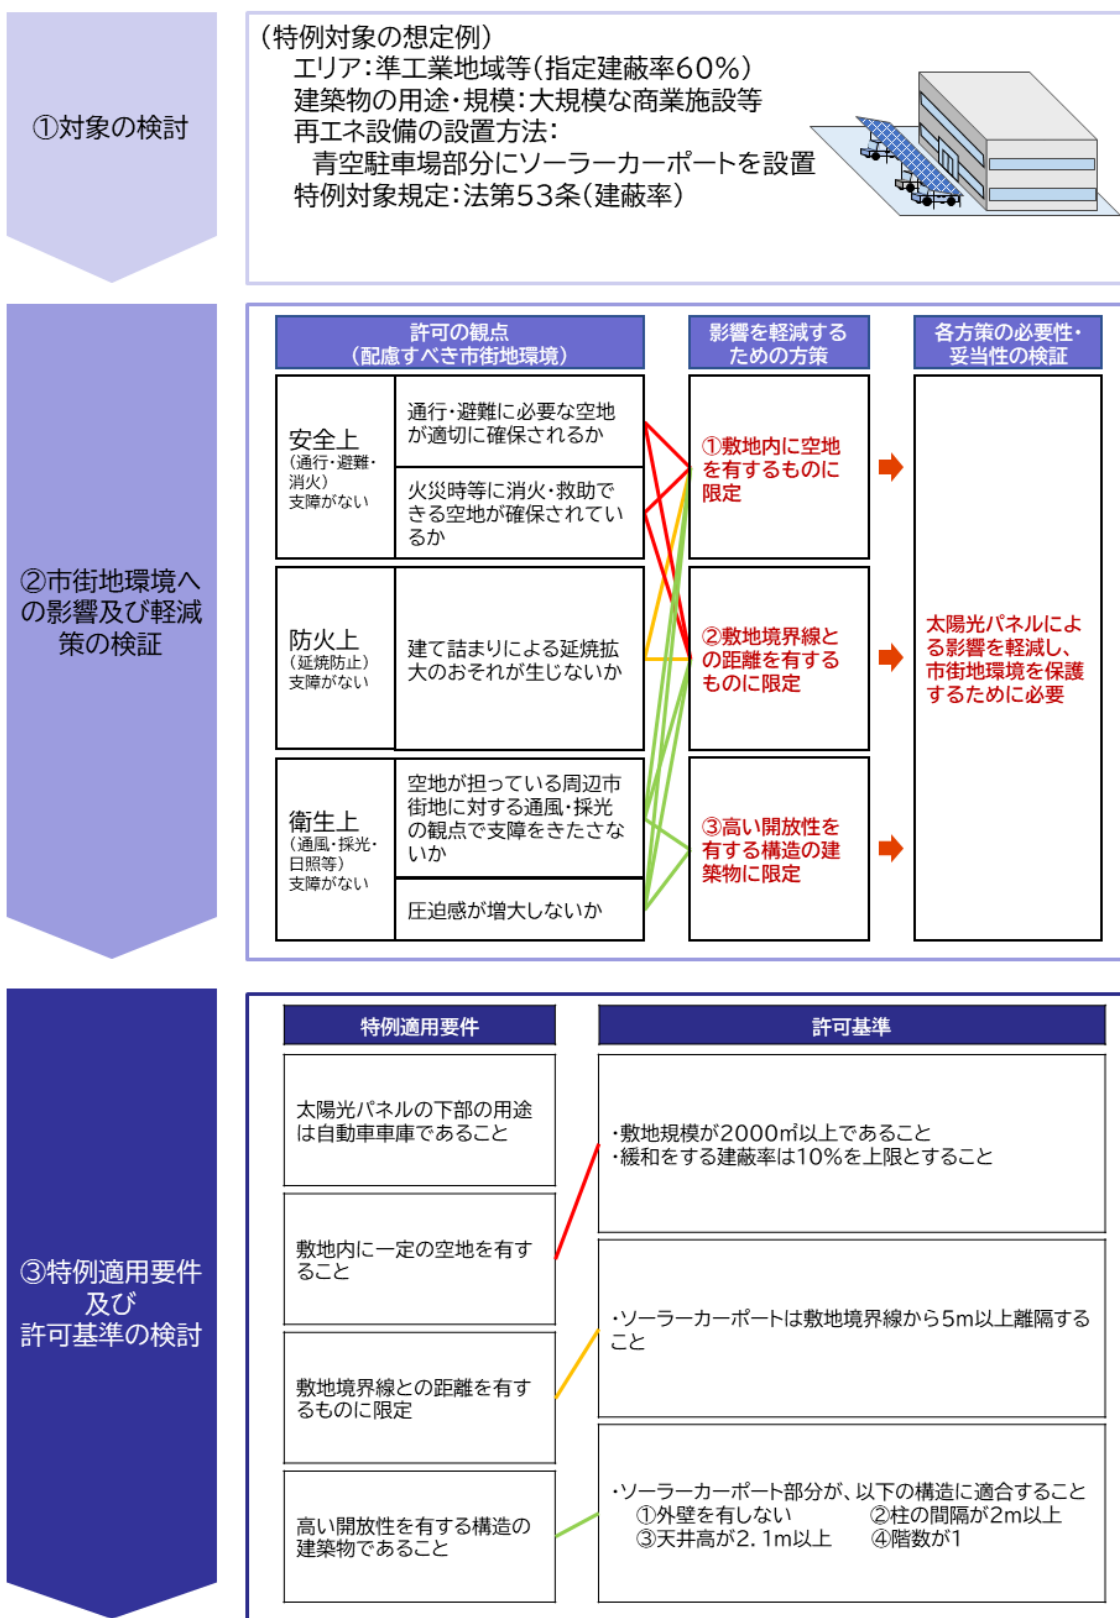 ①対象の検討
(特例対象の想定例)
エリア:準工業地域等(指定建蔽率60%)
建築物の用途・規模:大規模な商業施設等
再エネ設備の設置方法:
青空駐車場部分にソーラーカーポートを設置
特例対象規定:法第53条(建蔽率)
②市街地環境へ
の影響及び軽減
策の検証
許可の観点
(配慮すべき市街地環境)
影響を軽減する
ための方策
各方策の必要性・
妥当性の検証
安全上
(通行・避難・
消火)
支障がない
通行・避難に必要な空地
が適切に確保されるか
火災時等に消火・救助で
きる空地が確保されてい
るか
①敷地内に空地
を有するものに
限定
防火上
(延焼防止)
支障がない
建て詰まりによる延焼拡
大のおそれが生じないか
②敷地境界線と
の距離を有する
ものに限定
太陽光パネルによ
る影響を軽減し、
市街地環境を保護
するために必要
衛生上
(通風・採光・
日照等)
支障がない
空地が担っている周辺市
街地に対する通風・採光
の観点で支障をきたさな
いか
圧迫感が増大しないか
③高い開放性を
有する構造の建
築物に限定
③特例適用要件
及び
許可基準の検討
特例適用要件
許可基準
太陽光パネルの下部の用途
は自動車車庫であること
敷地内に一定の空地を有す
ること
敷地境界線との距離を有す
るものに限定
高い開放性を有する構造の
建築物であること
・敷地規模が2000㎡以上であること
・緩和をする建蔽率は10%を上限とすること
・ソーラーカーポートは敷地境界線から5m以上離隔する
こと
・ソーラーカーポート部分が、以下の構造に適合すること
①外壁を有しない ②柱の間隔が2m以上
③天井高が2.1m以上 ④階数が1